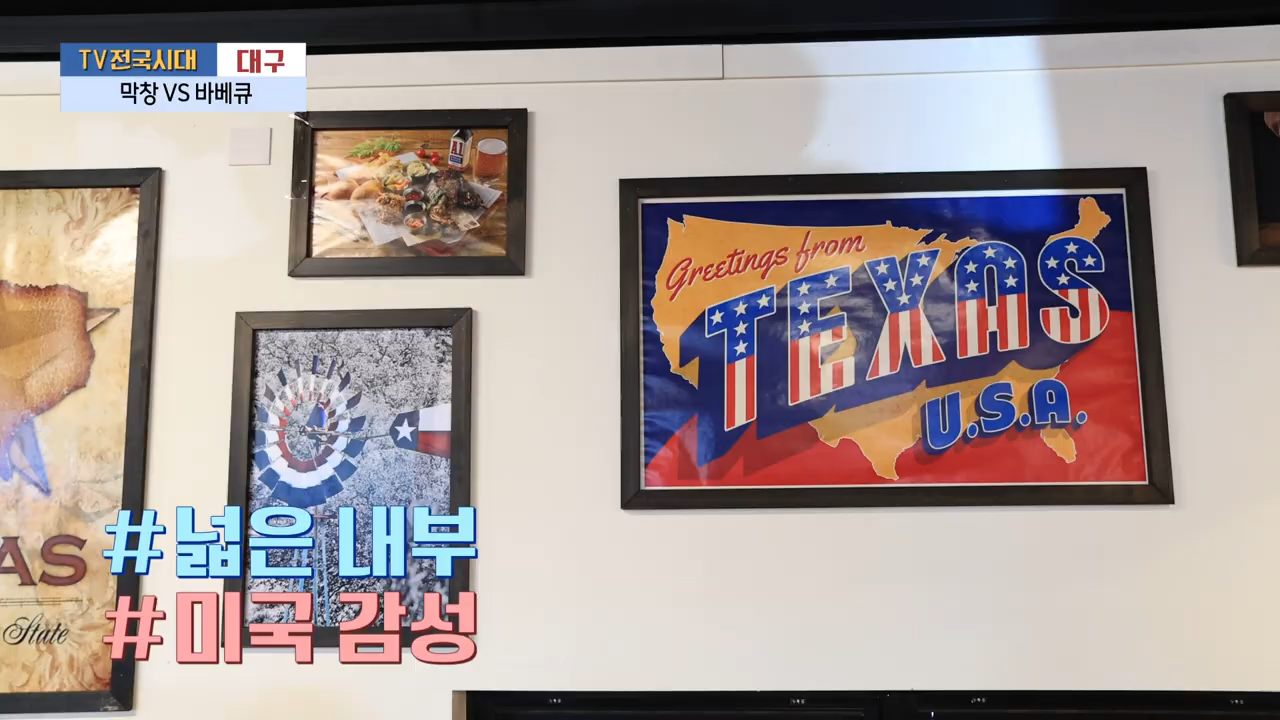 TV전국시대 대구
막창 VS 바베큐
A1
Greetings from
TEXAS
U.S.A.
#넓은 내부
#미국 감성
AS
State